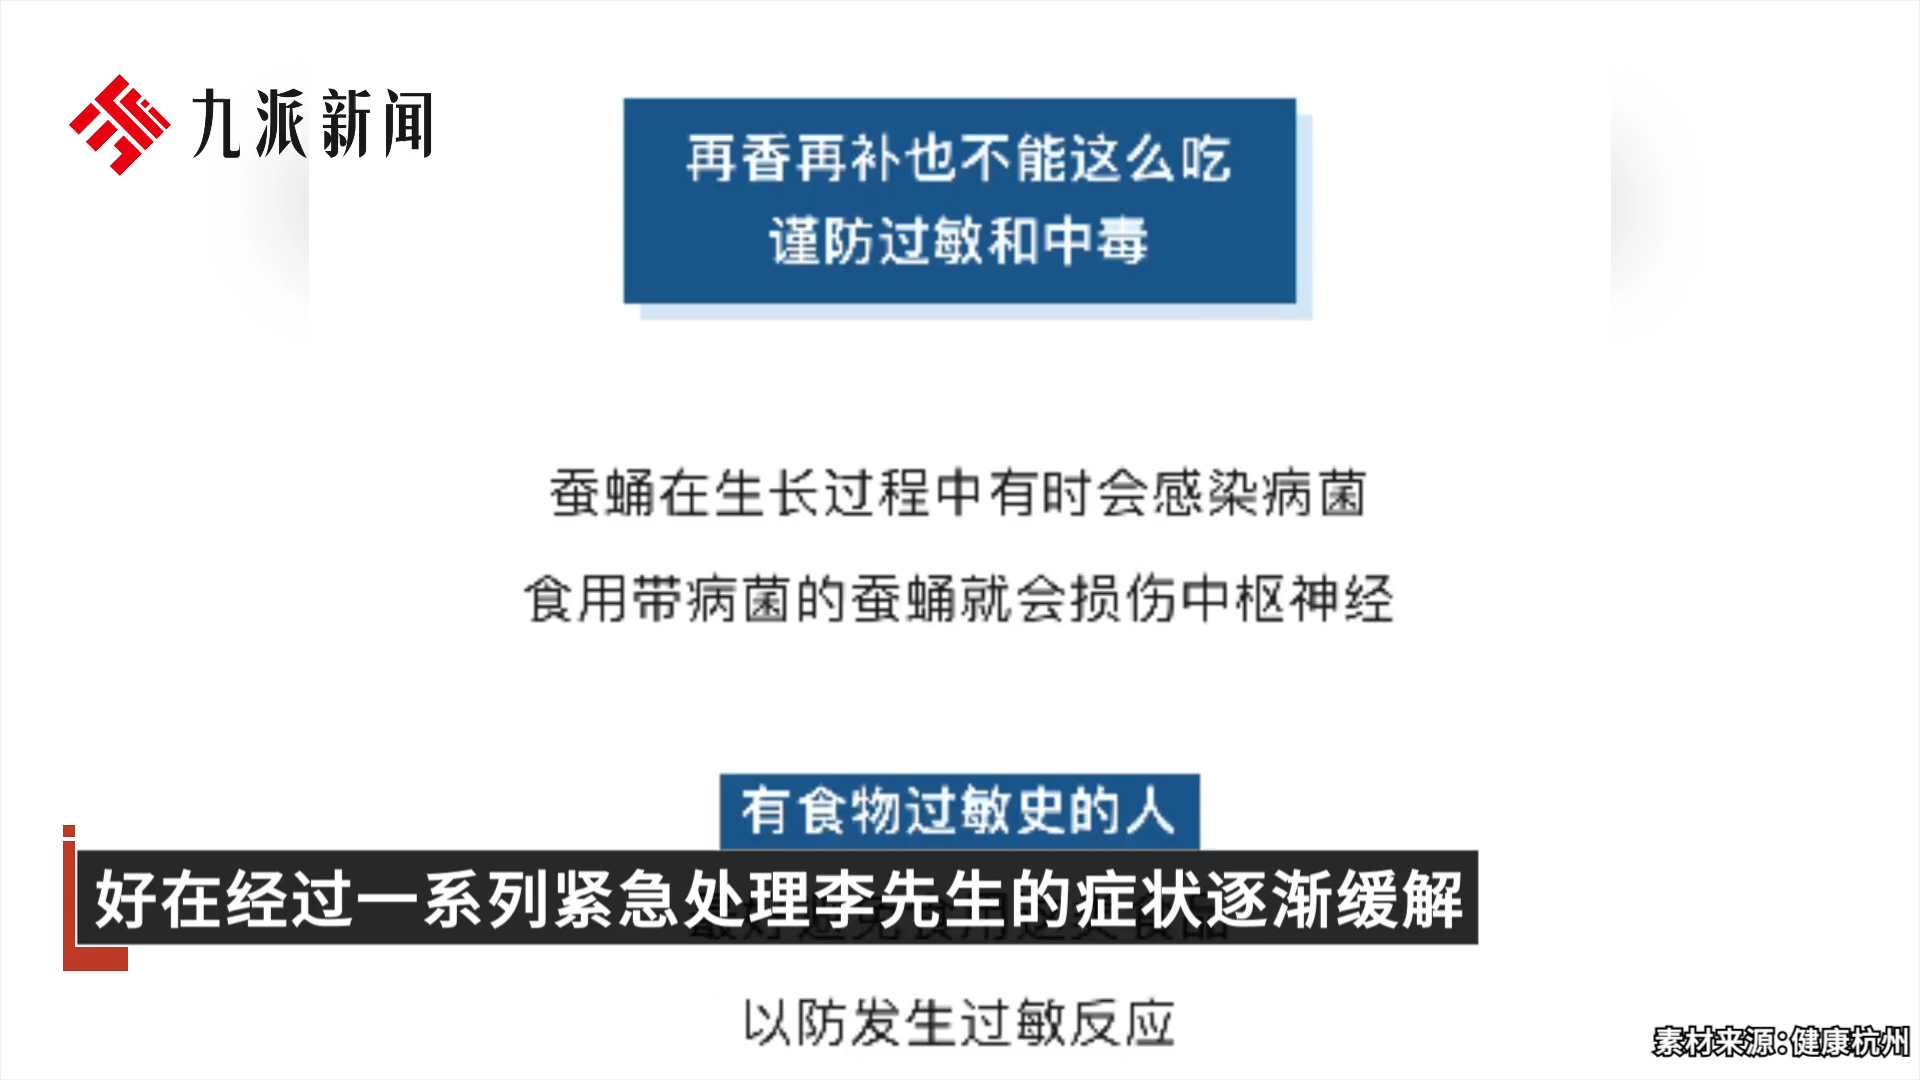 九派新闻
再香再补也不能这么吃
谨防过敏和中毒
蚕蛹在生长过程中有时会感染病菌
食用带病菌的蚕蛹就会损伤中枢神经
有食物过敏史的人
好在经过一系列紧急处理李先生的症状逐渐缓解
以防发生过敏反应
素材来源:健康杭州